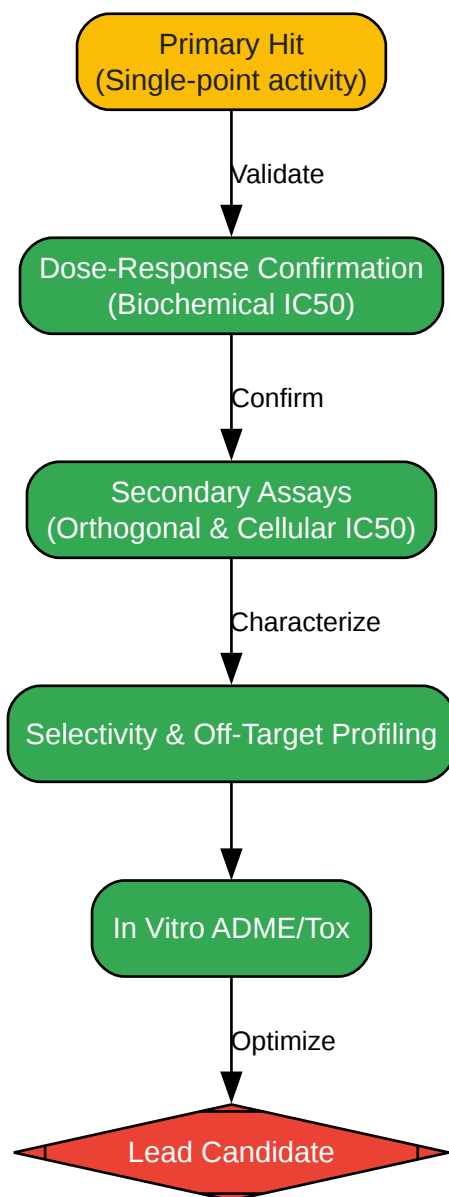 Primary Hit
(Single-point activity)
Validate
Dose-Response Confirmation
(Biochemical IC50)
Confirm
Secondary Assays
(Orthogonal & Cellular IC50)
Characterize
Selectivity & Off-Target Profiling
In Vitro ADME/Tox
Optimize
Lead Candidate